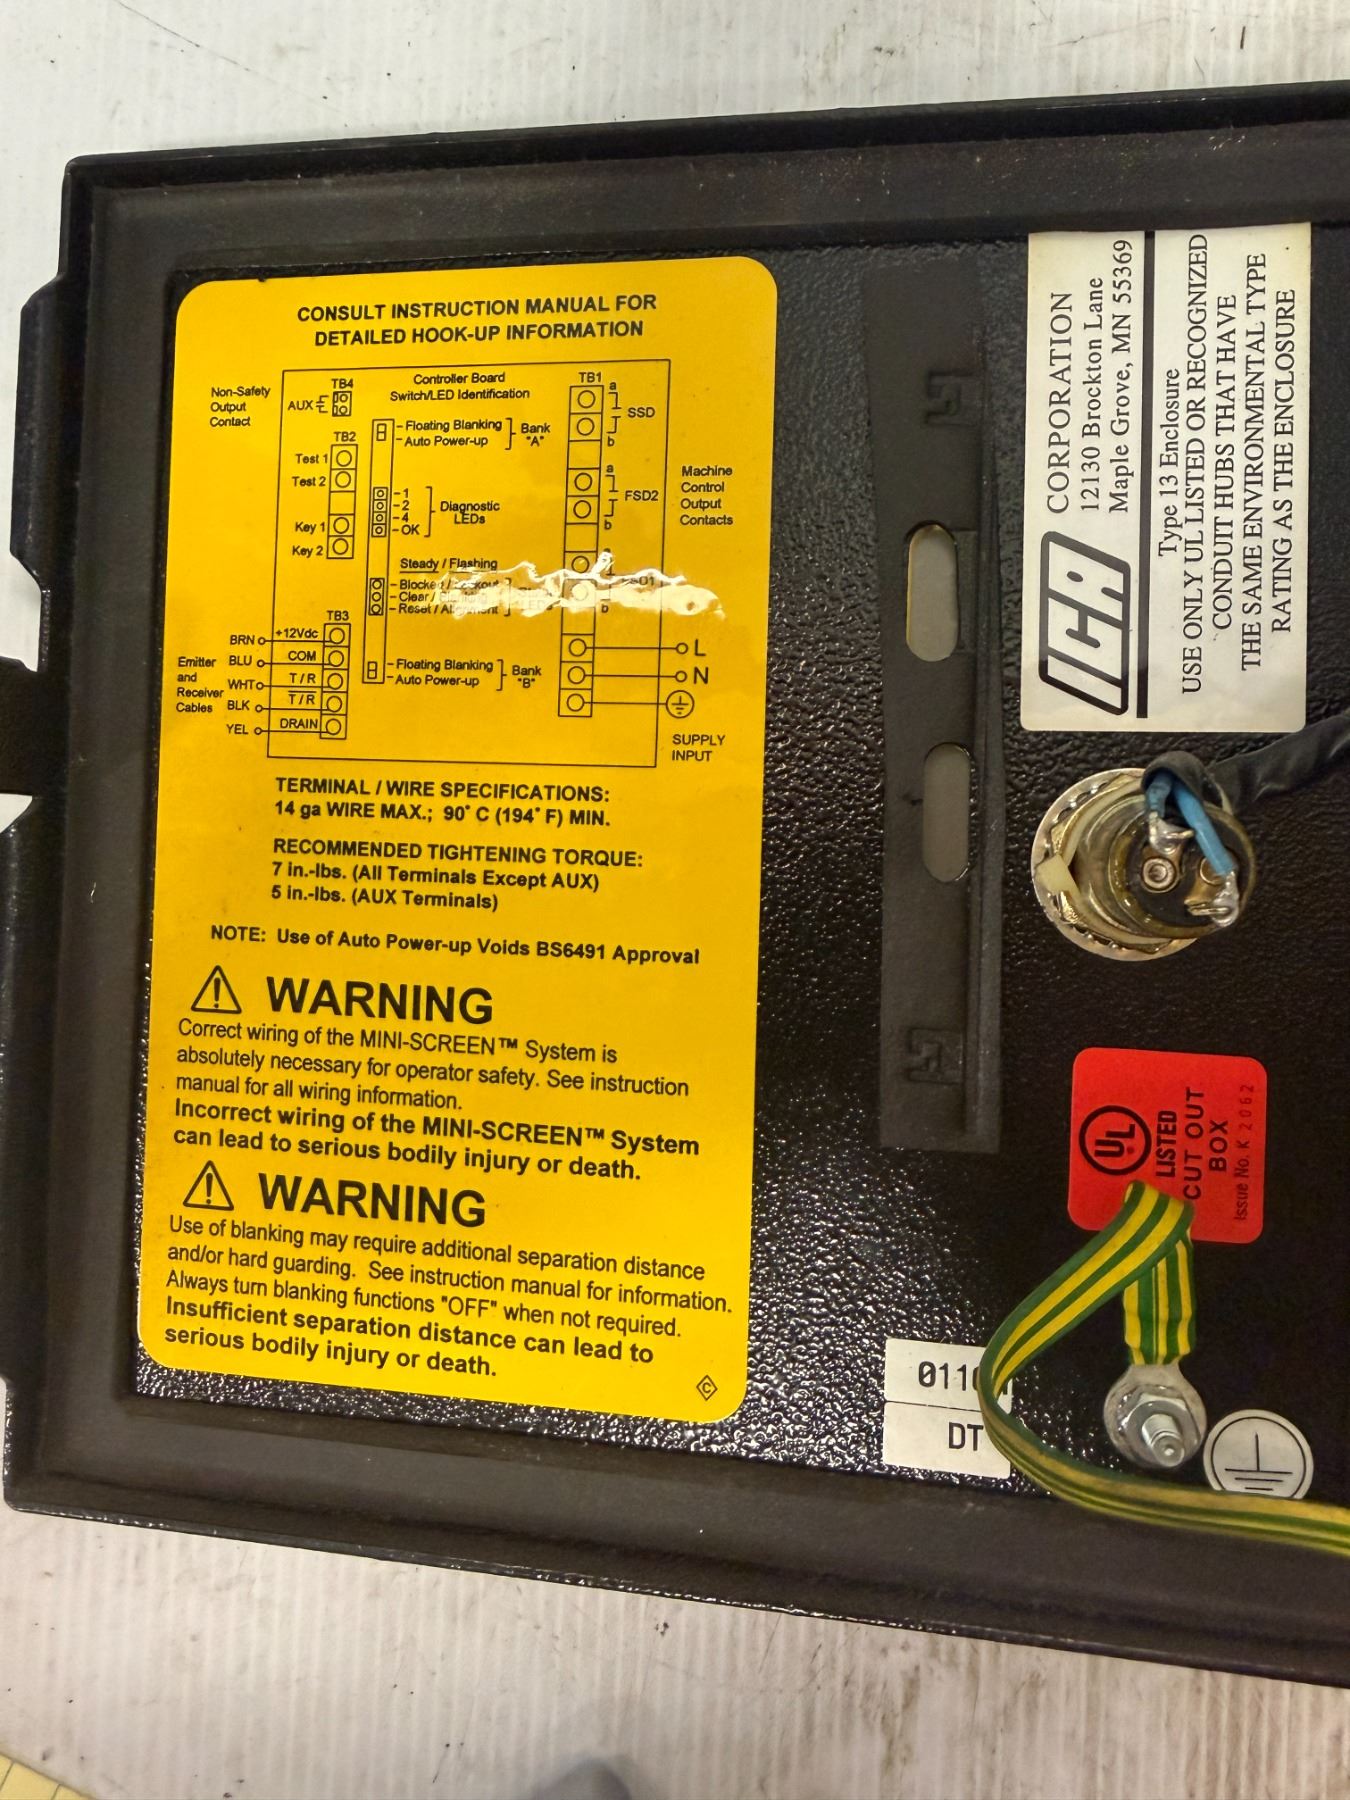 CONSULT INSTRUCTION MANUAL FOR
DETAILED HOOK-UP INFORMATION
Non-Safety
Output
Contact
TB4
AUX
Controller Board
Switch/LED Identification
Floating Blanking
Auto Power-up
Bank
"A"
TB1
a
SSD
b
TB2
Test 1
Test 2
Key 1
Key 2
1
2
4
OK
Diagnostic
LEDs
a
FSD2
b
Machine
Control
Output
Contacts
Steady / Flashing
Blocked / Lockout
Clear /
Reset / Alignment
b
TB3
Emitter
and
Receiver
Cables
BRN +12Vdc
BLU COM
WHT T / R
BLK T / R
YEL DRAIN
Floating Blanking
Auto Power-up
Bank
"B"
L
N
SUPPLY
INPUT
TERMINAL / WIRE SPECIFICATIONS:
14 ga WIRE MAX.; 90° C (194° F) MIN.
RECOMMENDED TIGHTENING TORQUE:
7 in.-lbs. (All Terminals Except AUX)
5 in.-lbs. (AUX Terminals)
NOTE: Use of Auto Power-up Voids BS6491 Approval
WARNING
Correct wiring of the MINI-SCREEN™ System is
absolutely necessary for operator safety. See instruction
manual for all wiring information.
Incorrect wiring of the MINI-SCREEN™ System
can lead to serious bodily injury or death.
WARNING
Use of blanking may require additional separation distance
and/or hard guarding. See instruction manual for information.
Always turn blanking functions "OFF" when not required.
Insufficient separation distance can lead to
serious bodily injury or death.
C
CORPORATION
12130 Brockton Lane
Maple Grove, MN 55369
Type 13 Enclosure
USE ONLY UL LISTED OR RECOGNIZED
CONDUIT HUBS THAT HAVE
THE SAME ENVIRONMENTAL TYPE
RATING AS THE ENCLOSURE
UL
LISTED
CUT OUT
BOX
Issue No. K 2062
DT